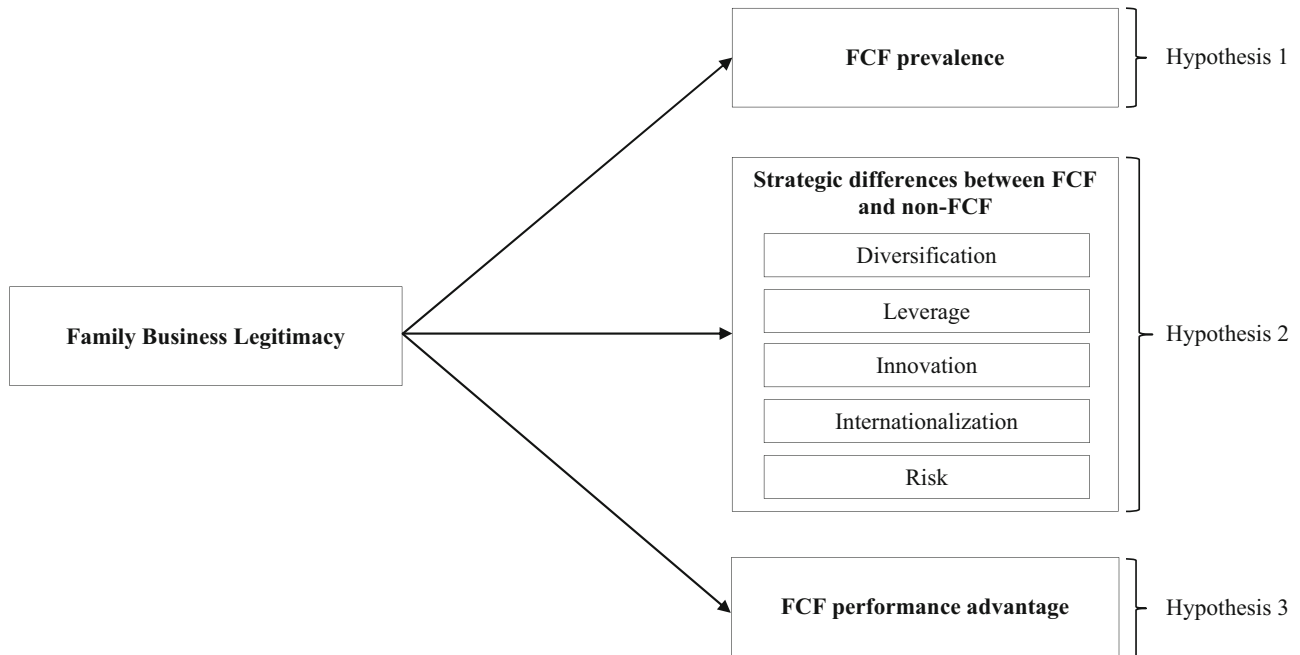 FCF prevalence
Hypothesis 1
Strategic differences between FCF
and non-FCF
Diversification
Leverage
Innovation
Internationalization
Risk
Hypothesis 2
Family Business Legitimacy
FCF performance advantage
Hypothesis 3